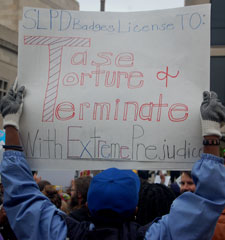 SLPD Badges License TO:
Tase
Torture &
Terminate
With Extreme Prejudice